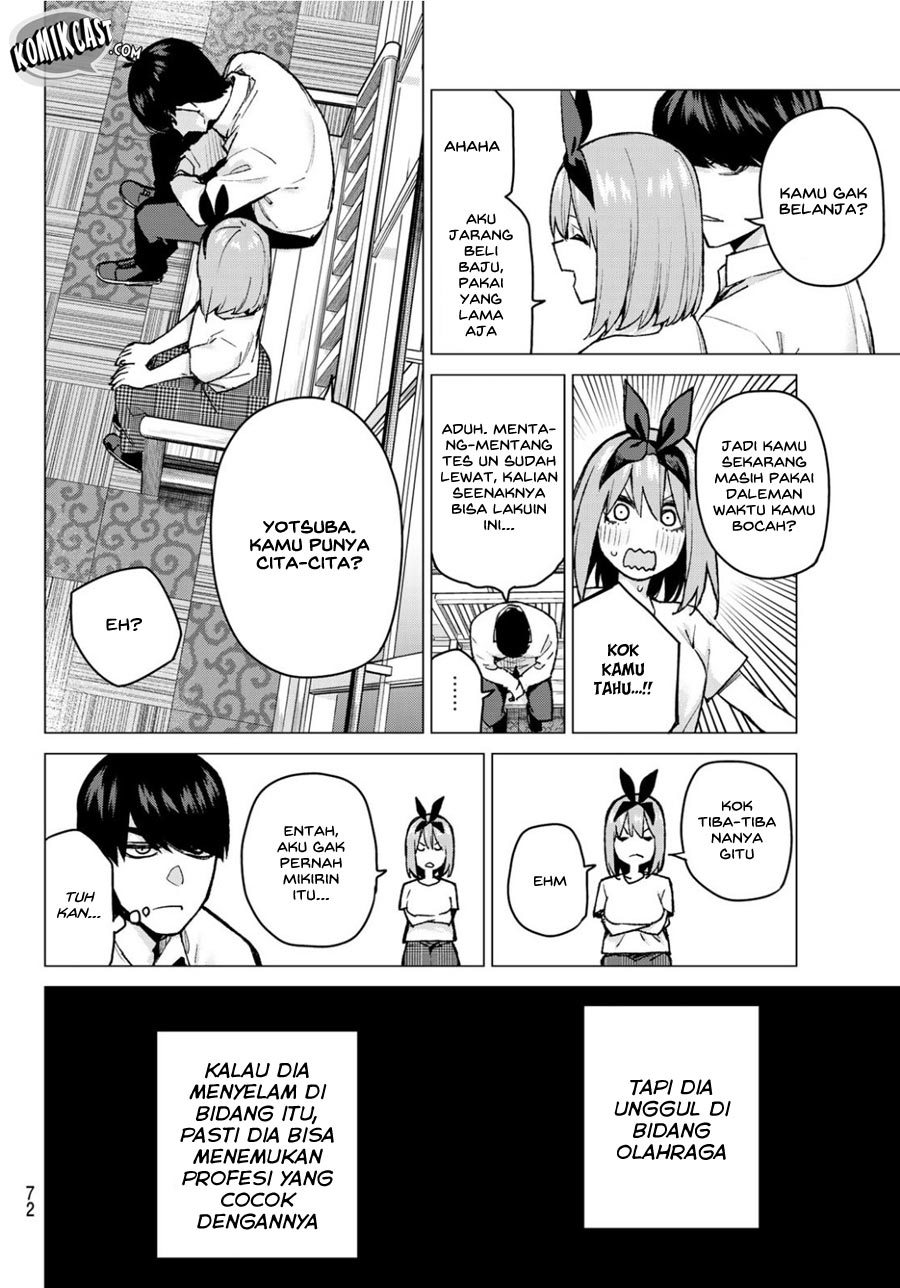 KOMIKCAST
.COM
KAMU GAK
BELANJA?
AHAHA
AKU
JARANG
BELI
BAJU,
PAKAI
YANG
LAMA
AJA
JADI KAMU
SEKARANG
MASIH PAKAI
DALEMAN
WAKTU KAMU
BOCAH?
KOK
KAMU
TAHU...!!
ADUH. MENTA-
NG-MENTANG
TES UN SUDAH
LEWAT, KALIAN
SEENAKNYA
BISA LAKUIN
INI...
......
YOTSUBA.
KAMU PUNYA
CITA-CITA?
EH?
KOK
TIBA-TIBA
NANYA
GITU
EHM
ENTAH,
AKU GAK
PERNAH
MIKIRIN
ITU...
TUH
KAN...
TAPI DIA
UNGGUL DI
BIDANG
OLAHRAGA
KALAU DIA
MENYELAM DI
BIDANG ITU,
PASTI DIA BISA
MENEMUKAN
PROFESI YANG
COCOK
DENGANNYA
72